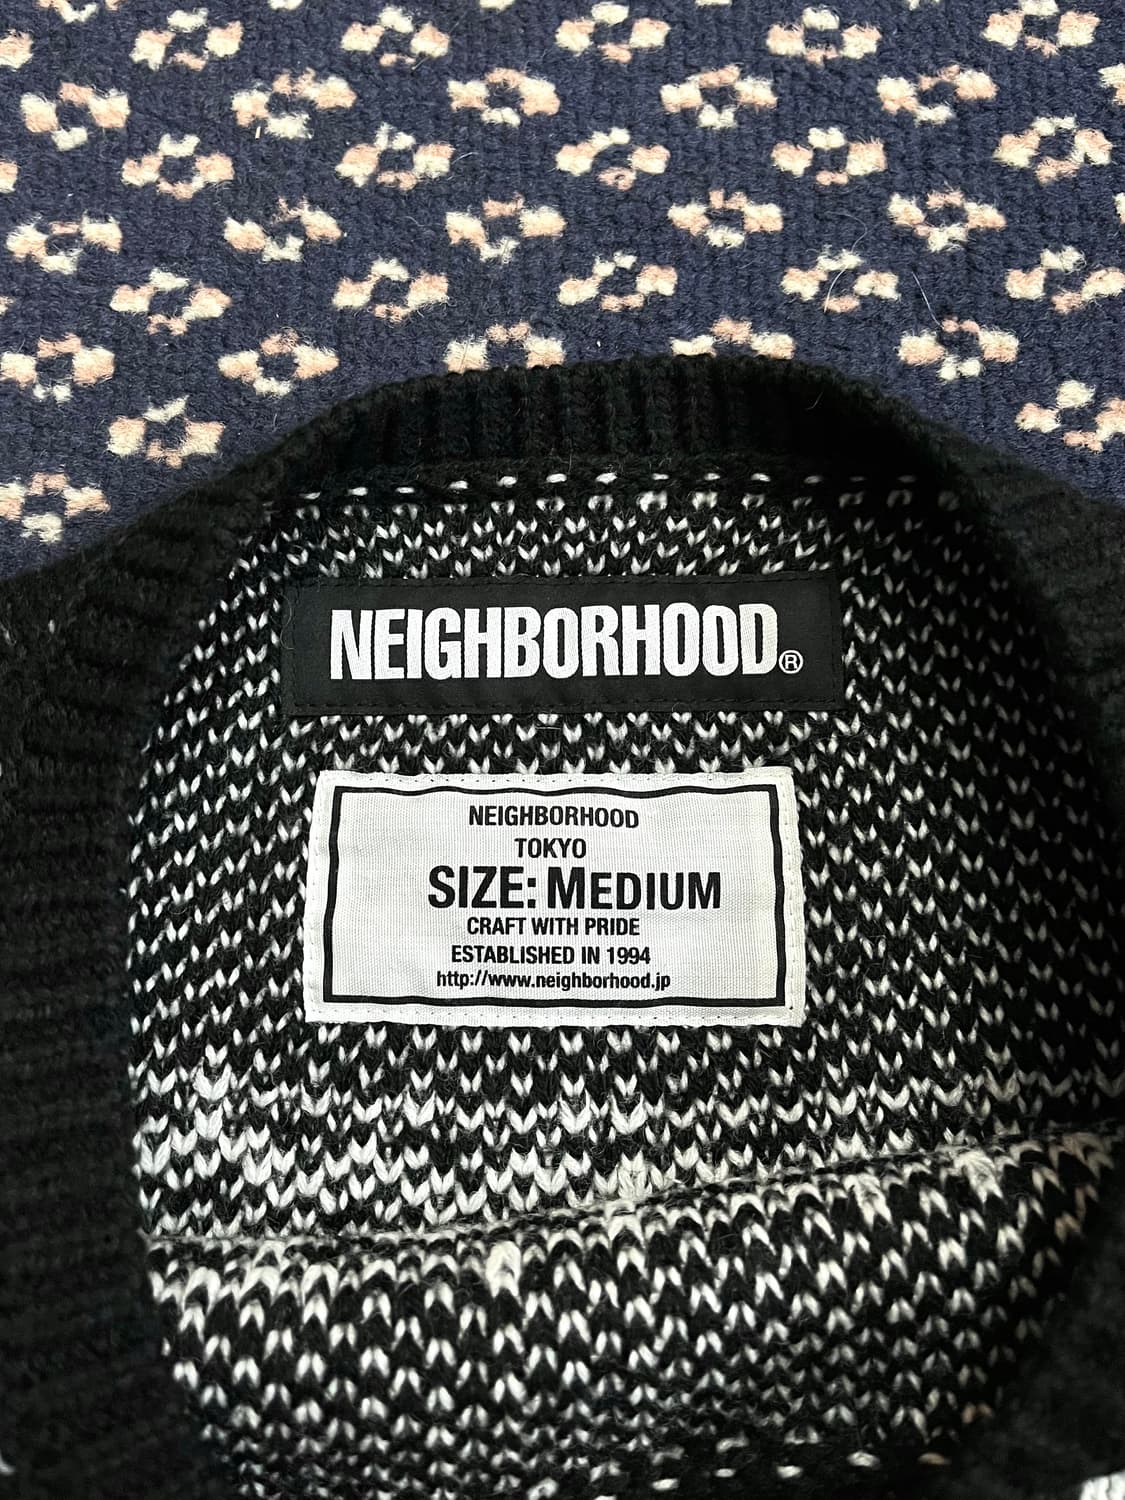 NEIGHBORHOOD®
NEIGHBORHOOD
TOKYO
SIZE: MEDIUM
CRAFT WITH PRIDE
ESTABLISHED IN 1994
http://www.neighborhood.jp